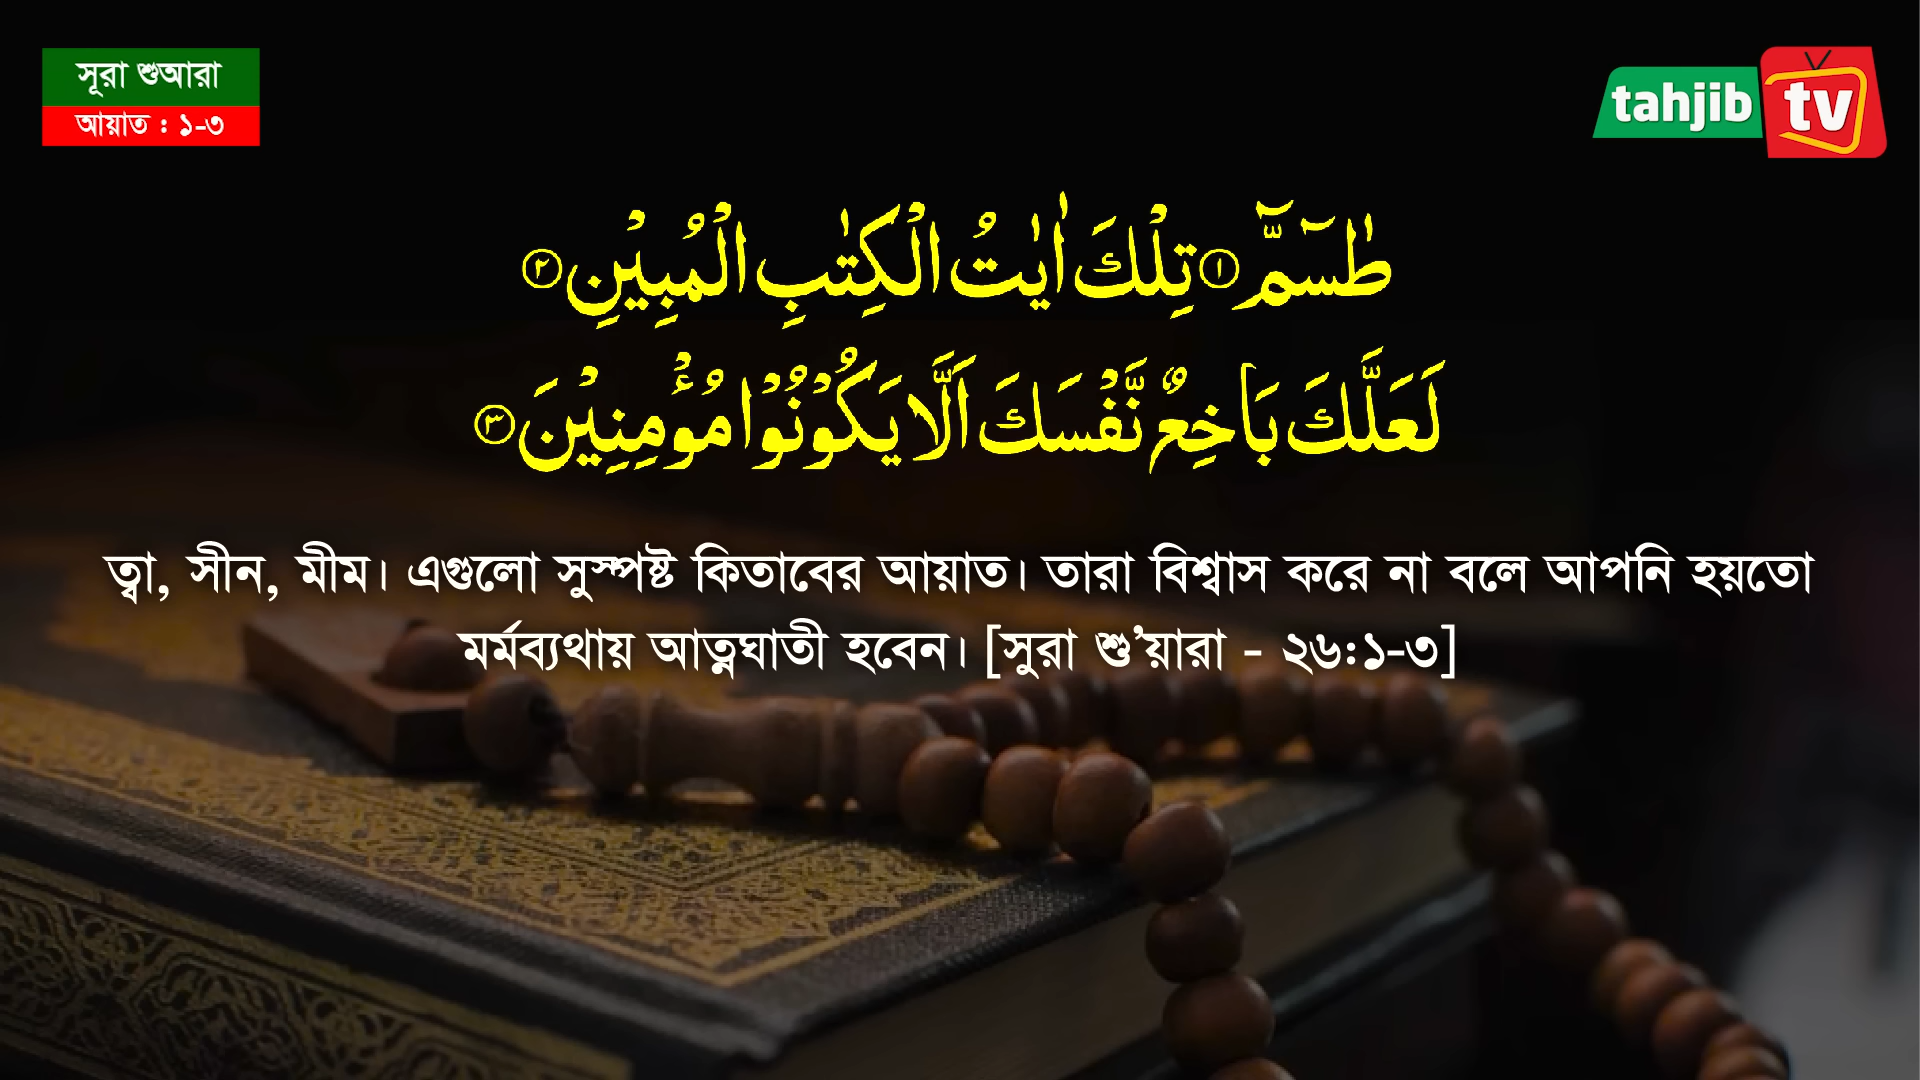 সূরা শুআরা
আয়াত : ১-৩
tahjib tv
طٰسٓمّٓ ۝١ تِلْكَ اٰيٰتُ الْكِتٰبِ الْمُبِيْنِ ۝٢
لَعَلَّكَ بَاخِعٌ نَّفْسَكَ اَلَّا يَكُوْنُوْا مُؤْمِنِيْنَ ۝٣
ত্বা, সীন, মীম। এগুলো সুস্পষ্ট কিতাবের আয়াত। তারা বিশ্বাস করে না বলে আপনি হয়তো
মর্মব্যথায় আত্নঘাতী হবেন। [সুরা শু’য়ারা - ২৬:১-৩]